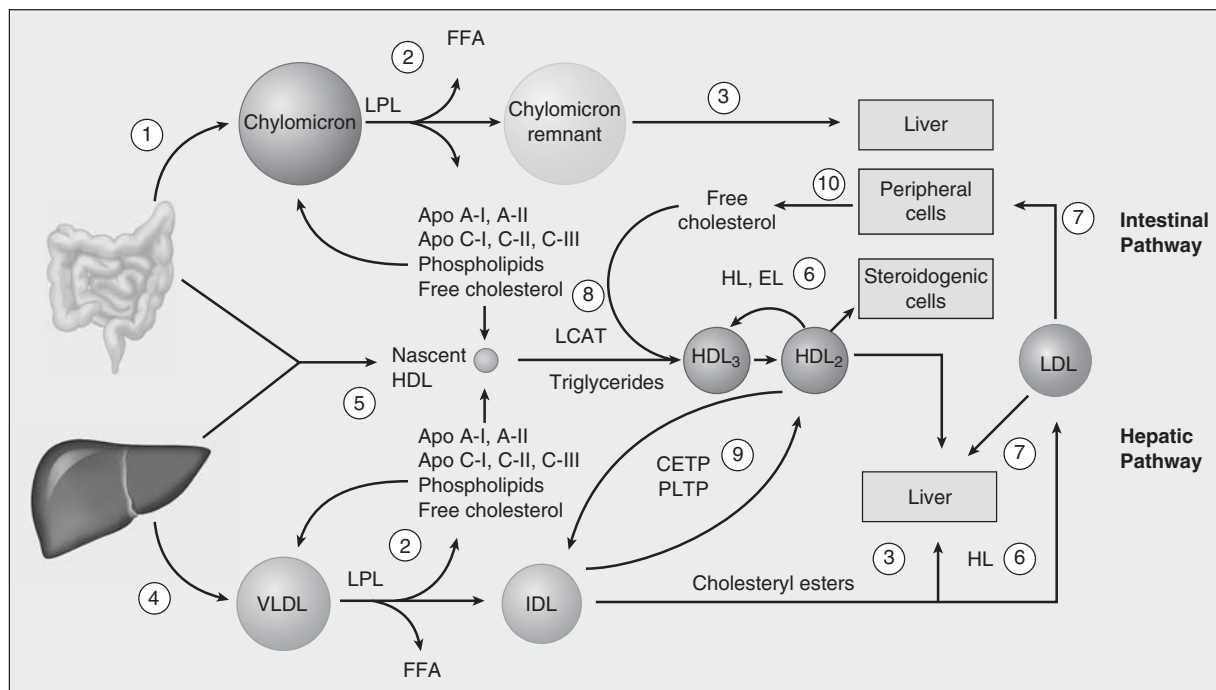 FFA
2
LPL
Chylomicron
Chylomicron
remnant
3
Liver
1
10
Peripheral
cells
Free
cholesterol
7
Intestinal
Pathway
Apo A-I, A-II
Apo C-I, C-II, C-III
Phospholipids
Free cholesterol
8
HL, EL
6
Steroidogenic
cells
LCAT
Nascent
HDL
Triglycerides
HDL3
HDL2
LDL
5
Apo A-I, A-II
Apo C-I, C-II, C-III
Phospholipids
Free cholesterol
CETP
PLTP
9
7
Hepatic
Pathway
Liver
2
LPL
3
HL
6
4
VLDL
IDL
Cholesteryl esters
FFA